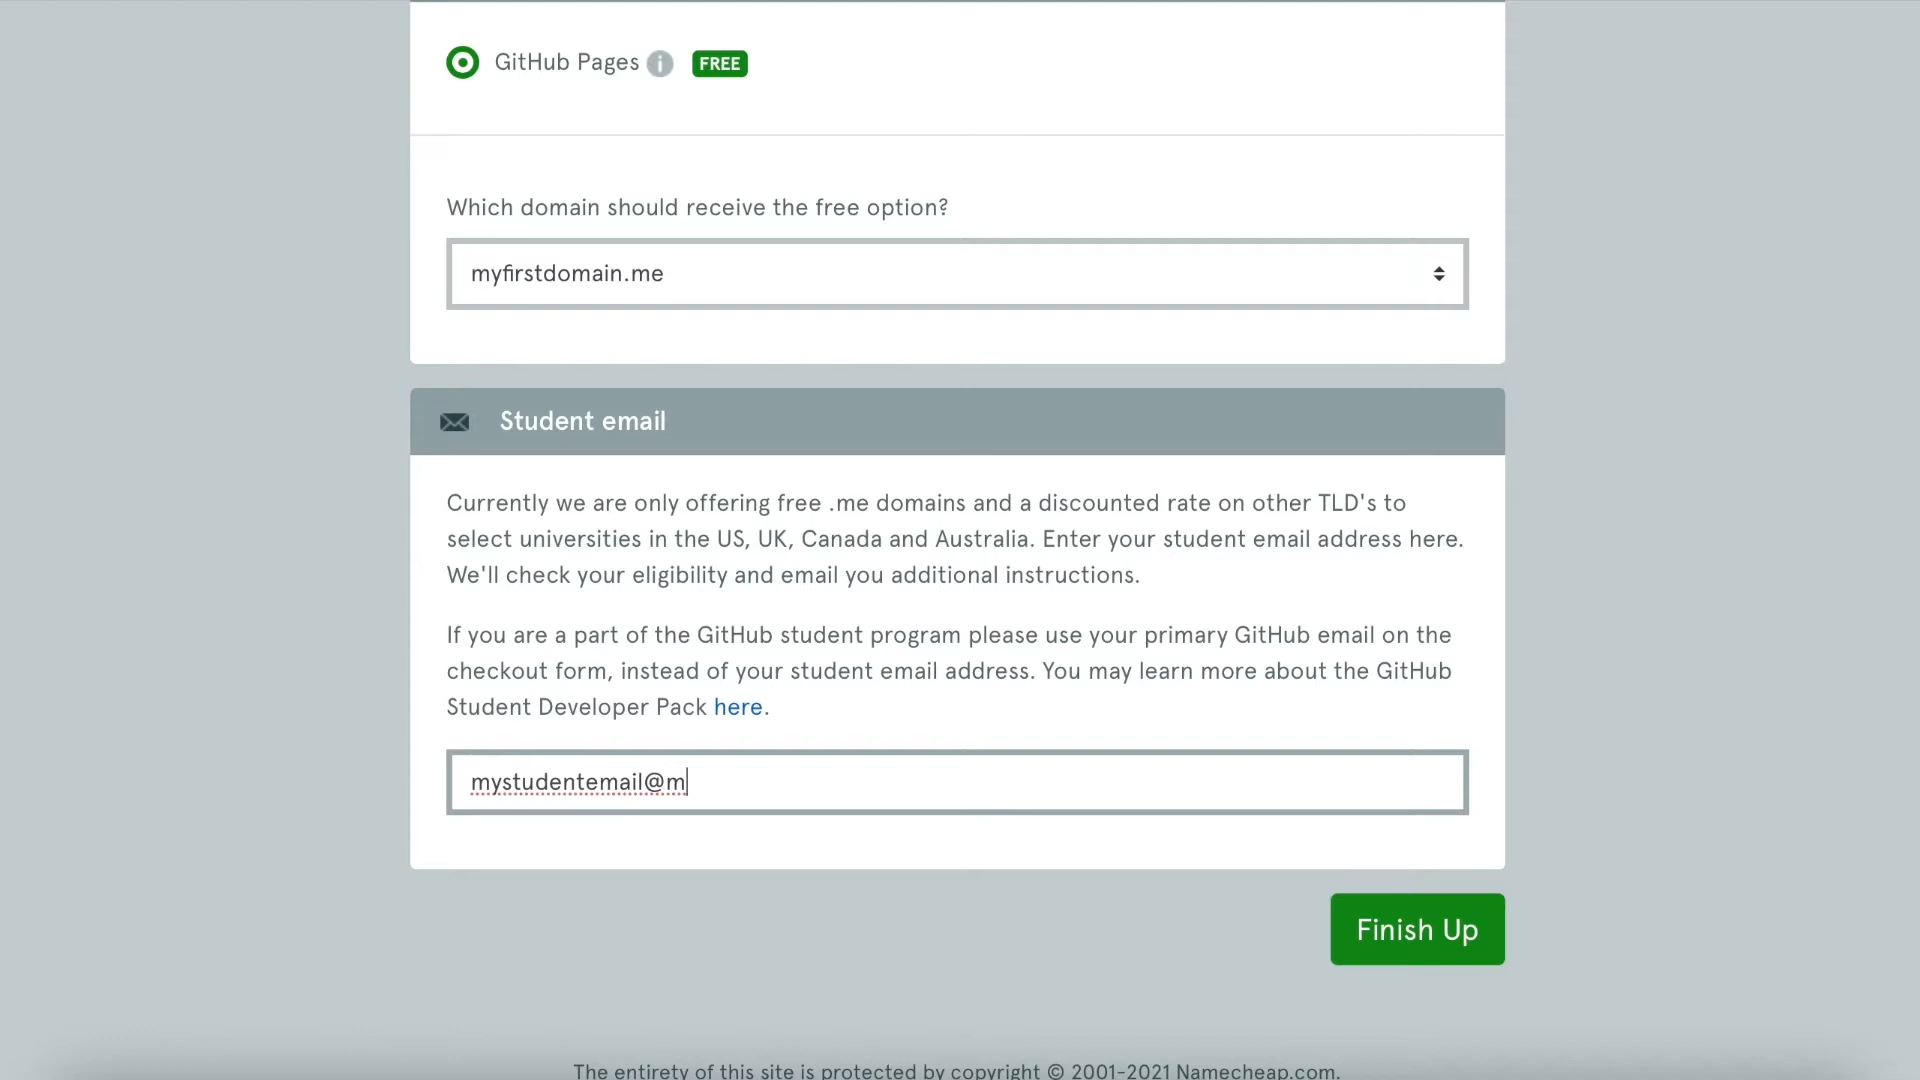 GitHub Pages i FREE
Which domain should receive the free option?
myfirstdomain.me
Student email
Currently we are only offering free .me domains and a discounted rate on other TLD's to
select universities in the US, UK, Canada and Australia. Enter your student email address here.
We'll check your eligibility and email you additional instructions.
If you are a part of the GitHub student program please use your primary GitHub email on the
checkout form, instead of your student email address. You may learn more about the GitHub
Student Developer Pack here.
mystudentemail@m
Finish Up
The entirety of this site is protected by copyright © 2001-2021 Namecheap.com.